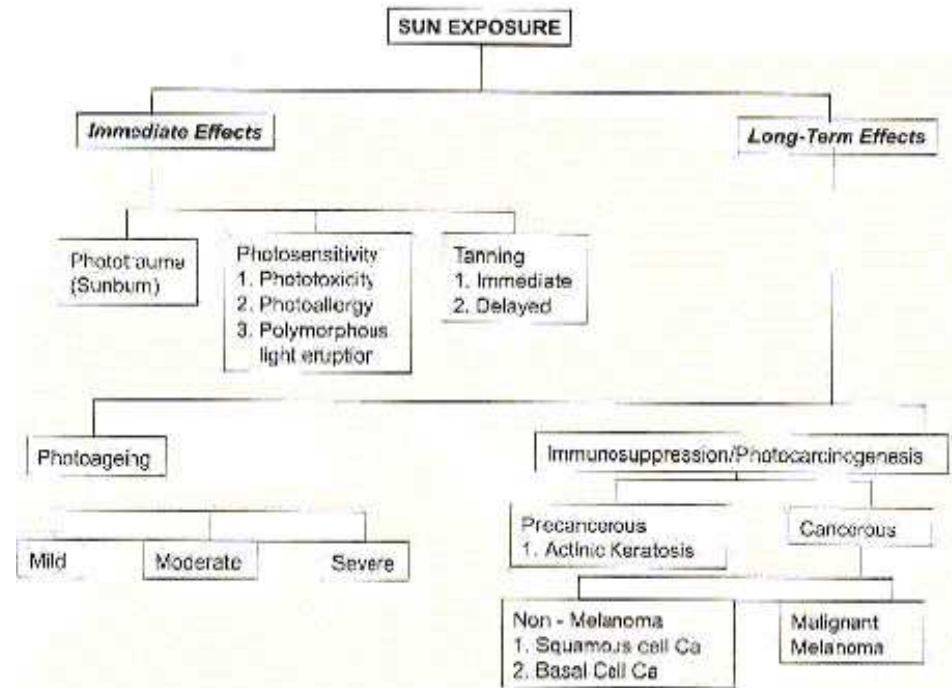 SUN EXPOSURE
Immediate Effects
Long-Term Effects
Phototrauma
(Sunburn)
Photosensitivity
1. Phototoxicity
2. Photoallergy
3. Polymorphous
light eruption
Tanning
1. Immediate
2. Delayed
Photoageing
Immunosuppression/Photocarcinogenesis
Mild
Moderate
Severe
Precancerous
1. Actinic Keratosis
Cancerous
Non - Melanoma
1. Squamous cell Ca
2. Basal Cell Ca
Malignant
Melanoma